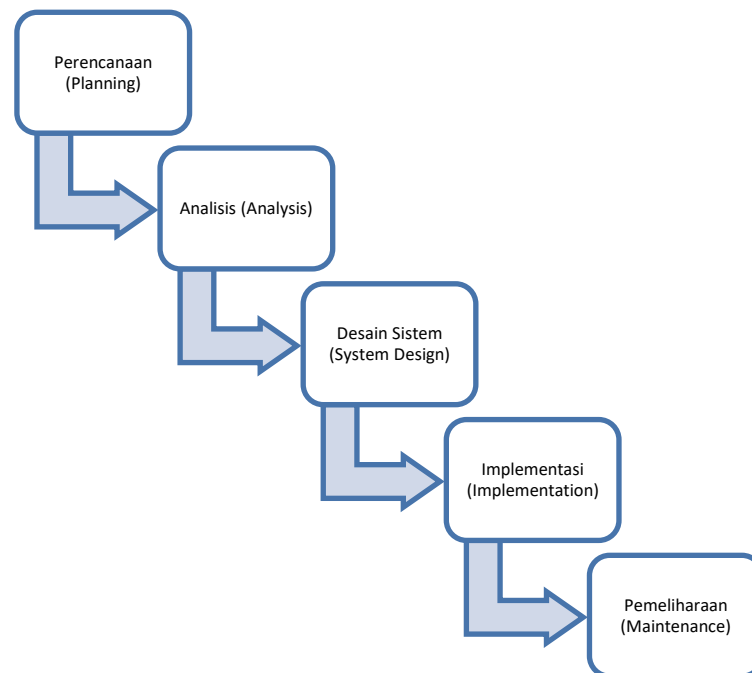 Perencanaan
(Planning)
Analisis (Analysis)
Desain Sistem
(System Design)
Implementasi
(Implementation)
Pemeliharaan
(Maintenance)